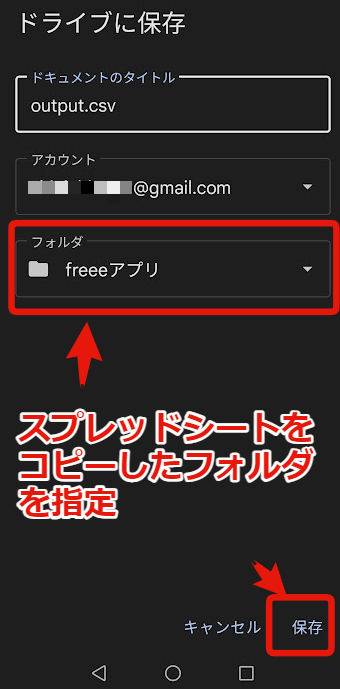 ドライブに保存
ドキュメントのタイトル
output.csv
アカウント
@gmail.com
フォルダ
freeeアプリ
スプレッドシートを
コピーしたフォルダ
を指定
キャンセル 保存